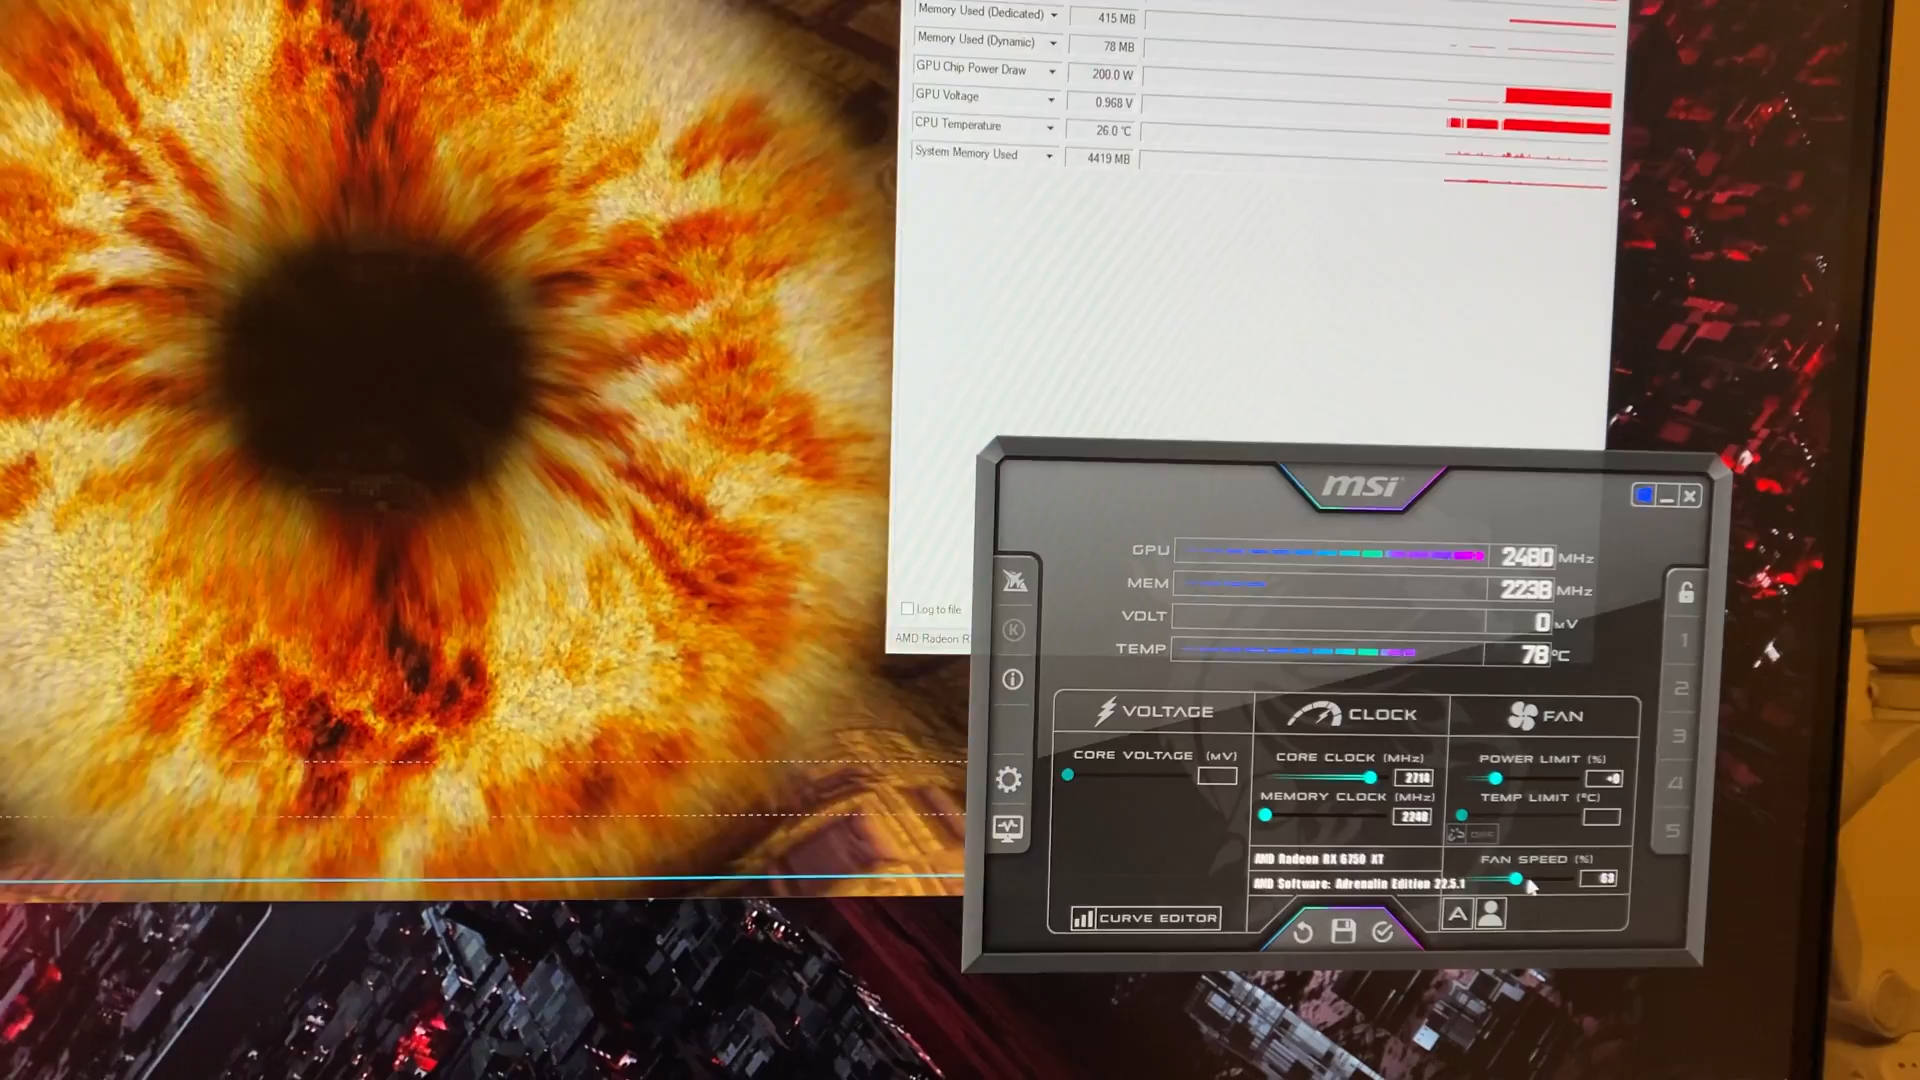 Memory Used (Dedicated) 415 MB
Memory Used (Dynamic) 78 MB
GPU Chip Power Draw 200.0 W
GPU Voltage 0.968 V
CPU Temperature 26.0 °C
System Memory Used 4419 MB
Log to file
AMD Radeon R
msi
GPU 2480 MHz
MEM 2238 MHz
VOLT 0 MV
TEMP 78 °C
VOLTAGE
CLOCK
FAN
CORE VOLTAGE (MV)
CORE CLOCK (MHz) 2714
POWER LIMIT (%) +0
MEMORY CLOCK (MHz) 2248
TEMP LIMIT (°C)
OFF
AMD Radeon RX 6750 XT
AMD Software: Adrenalin Edition 22.5.1
FAN SPEED (%) 63
CURVE EDITOR
A
K
1
2
3
4
5